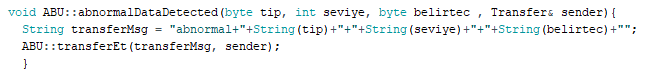 void ABU::abnormalDataDetected(byte tip, int seviye, byte belirtec , Transfer& sender){
String transferMsg = "abnormal+"+String(tip)+"+"+String(seviye)+"+"+String(belirtec)+"";
ABU::transferEt(transferMsg, sender);
}